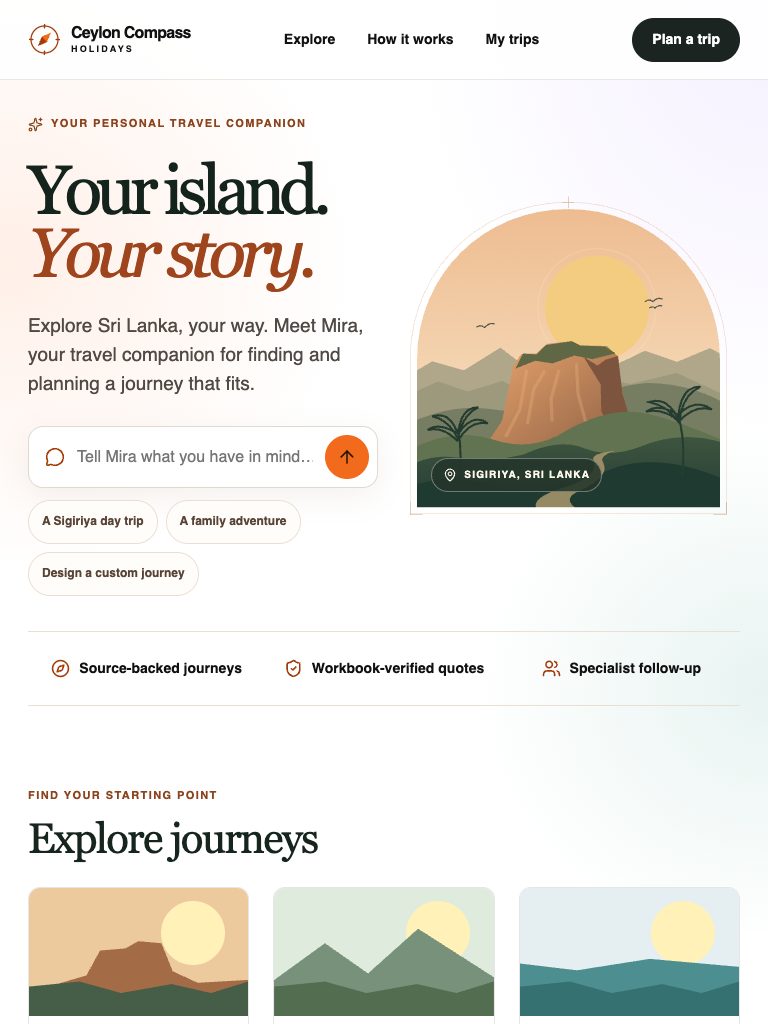 Ceylon Compass
HOLIDAYS
Explore
How it works
My trips
Plan a trip
YOUR PERSONAL TRAVEL COMPANION
Your island.
Your story.
Explore Sri Lanka, your way. Meet Mira,
your travel companion for finding and
planning a journey that fits.
Tell Mira what you have in mind…
A Sigiriya day trip
A family adventure
Design a custom journey
SIGIRIYA, SRI LANKA
Source-backed journeys
Workbook-verified quotes
Specialist follow-up
FIND YOUR STARTING POINT
Explore journeys